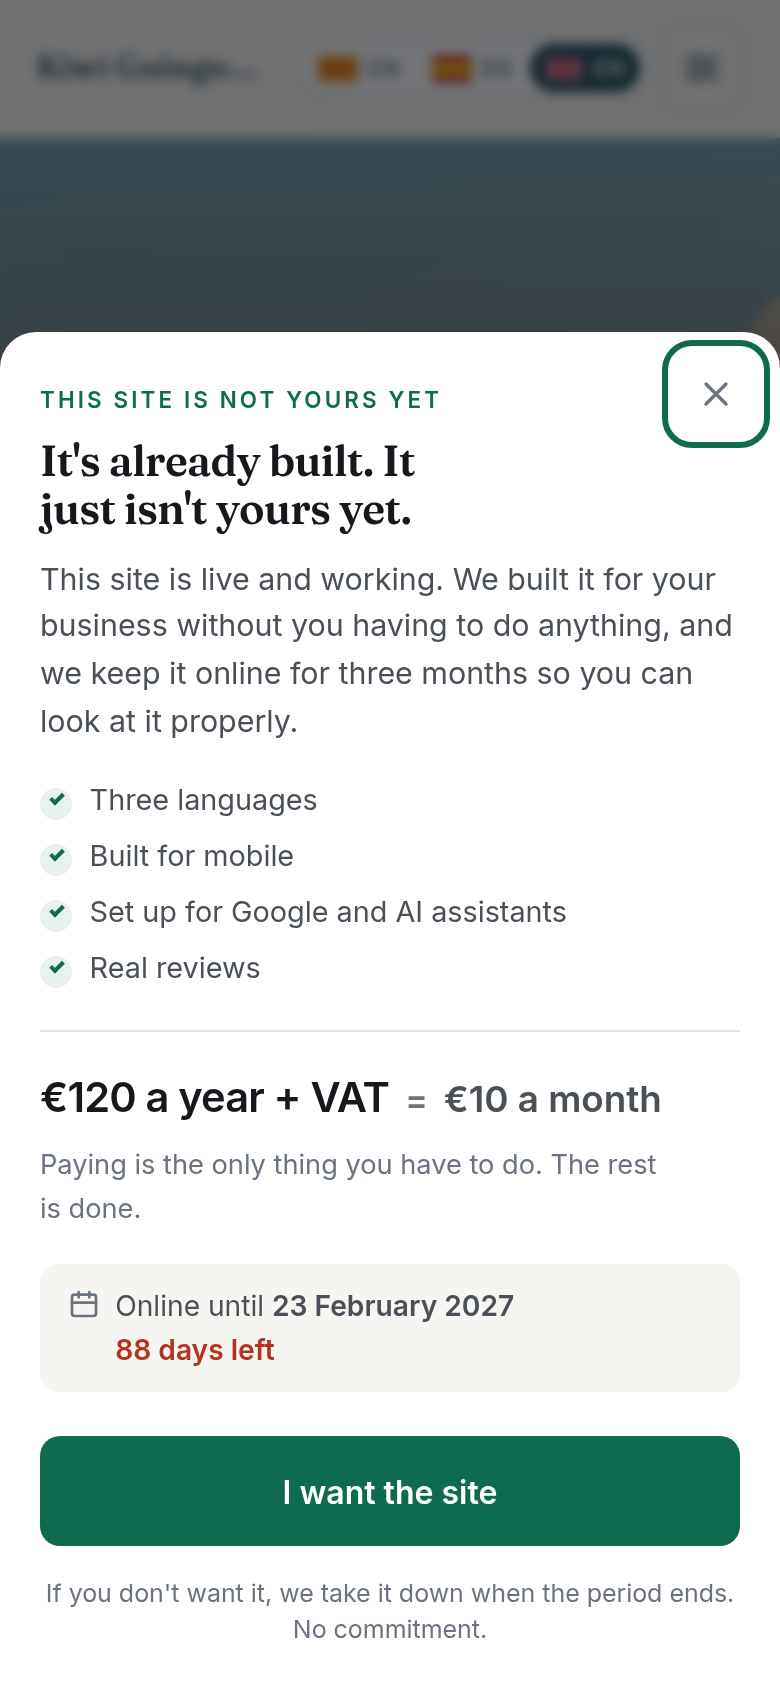 Kiwi Goingo...
CA ES EN
THIS SITE IS NOT YOURS YET
It's already built. It
just isn't yours yet.
This site is live and working. We built it for your
business without you having to do anything, and
we keep it online for three months so you can
look at it properly.
Three languages
Built for mobile
Set up for Google and AI assistants
Real reviews
€120 a year + VAT = €10 a month
Paying is the only thing you have to do. The rest
is done.
Online until 23 February 2027
88 days left
I want the site
If you don't want it, we take it down when the period ends.
No commitment.